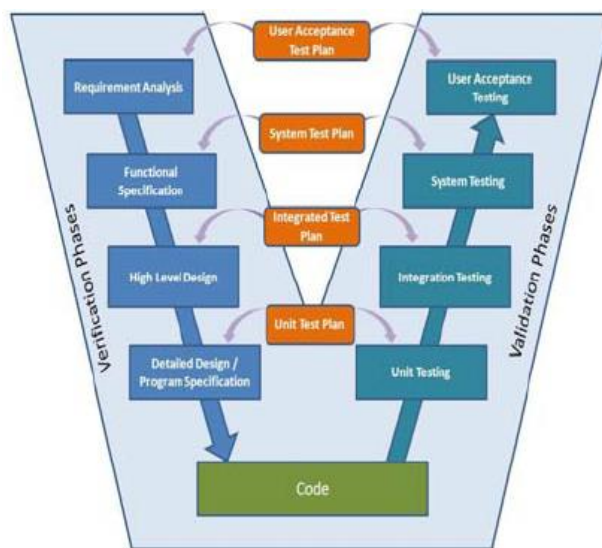 User Acceptance
Test Plan
Requirement Analysis
User Acceptance
Testing
System Test Plan
Functional
Specification
System Testing
Integrated Test
Plan
High Level Design
Integration Testing
Unit Test Plan
Detailed Design /
Program Specification
Unit Testing
Code
Verification Phases
Validation Phases